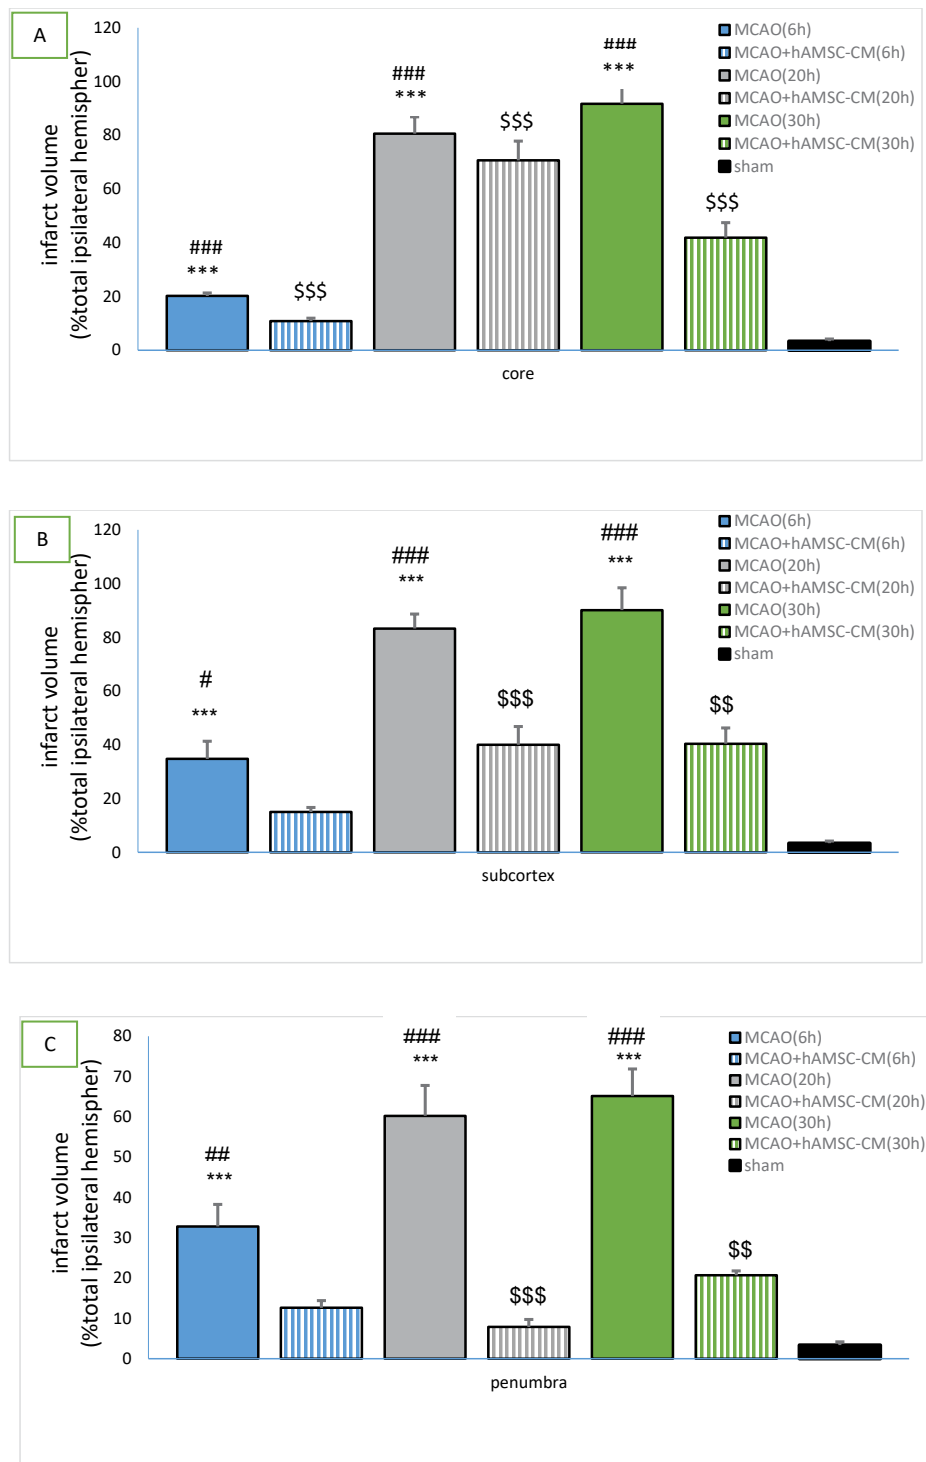 A
infarct volume
(%total ipsilateral hemispher)
120
100
80
60
40
20
0
###
***
$$$
###
***
$$$
###
***
$$$
core
MCAO(6h)
MCAO+hAMSC-CM(6h)
MCAO(20h)
MCAO+hAMSC-CM(20h)
MCAO(30h)
MCAO+hAMSC-CM(30h)
sham
B
infarct volume
(%total ipsilateral hemispher)
120
100
80
60
40
20
0
#
***
###
***
$$$
###
***
$$
subcortex
MCAO(6h)
MCAO+hAMSC-CM(6h)
MCAO(20h)
MCAO+hAMSC-CM(20h)
MCAO(30h)
MCAO+hAMSC-CM(30h)
sham
C
infarct volume
(%total ipsilateral hemispher)
80
70
60
50
40
30
20
10
0
##
***
###
***
$$$
###
***
$$
penumbra
MCAO(6h)
MCAO+hAMSC-CM(6h)
MCAO(20h)
MCAO+hAMSC-CM(20h)
MCAO(30h)
MCAO+hAMSC-CM(30h)
sham